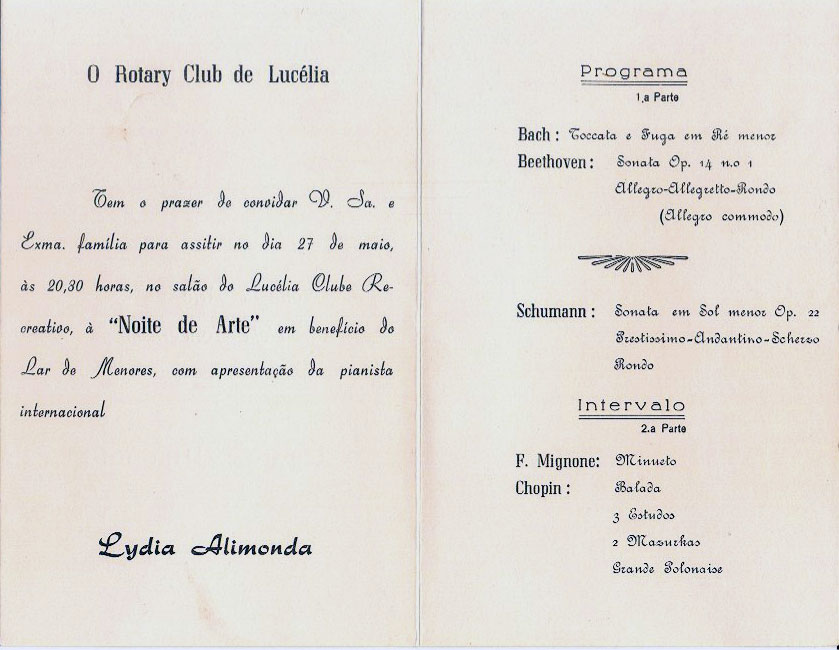 O Rotary Club de Lucélia
Tem o prazer de convidar V. Sa. e
Exma. família para assitir no dia 27 de maio,
às 20,30 horas, no salão do Lucélia Clube Re-
creativo, à "Noite de Arte" em benefício do
Lar de Menores, com apresentação da pianista
internacional
Lydia Alimonda
Programa
1.a Parte
Bach : Toccata e Fuga em Ré menor
Beethoven : Sonata Op. 14 n.o 1
Allegro-Allegretto-Rondo
(Allegro commodo)
Schumann : Sonata em Sol menor Op. 22
Prestissimo-Andantino-Scherzo
Rondo
Intervalo
2.a Parte
F. Mignone: Minueto
Chopin : Balada
3 Estudos
2 Mazurkas
Grande Polonaise